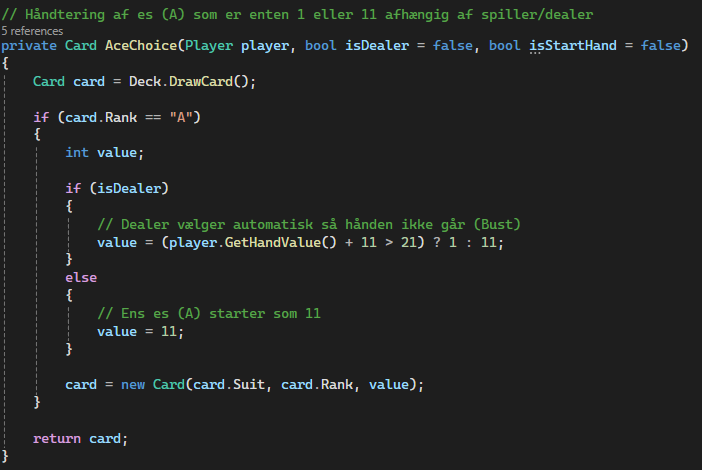 // Håndtering af es (A) som er enten 1 eller 11 afhængig af spiller/dealer
5 references
private Card AceChoice(Player player, bool isDealer = false, bool isStartHand = false)
{
Card card = Deck.DrawCard();
if (card.Rank == "A")
{
int value;
if (isDealer)
{
// Dealer vælger automatisk så hånden ikke går (Bust)
value = (player.GetHandValue() + 11 > 21) ? 1 : 11;
}
else
{
// Ens es (A) starter som 11
value = 11;
}
card = new Card(card.Suit, card.Rank, value);
}
return card;
}